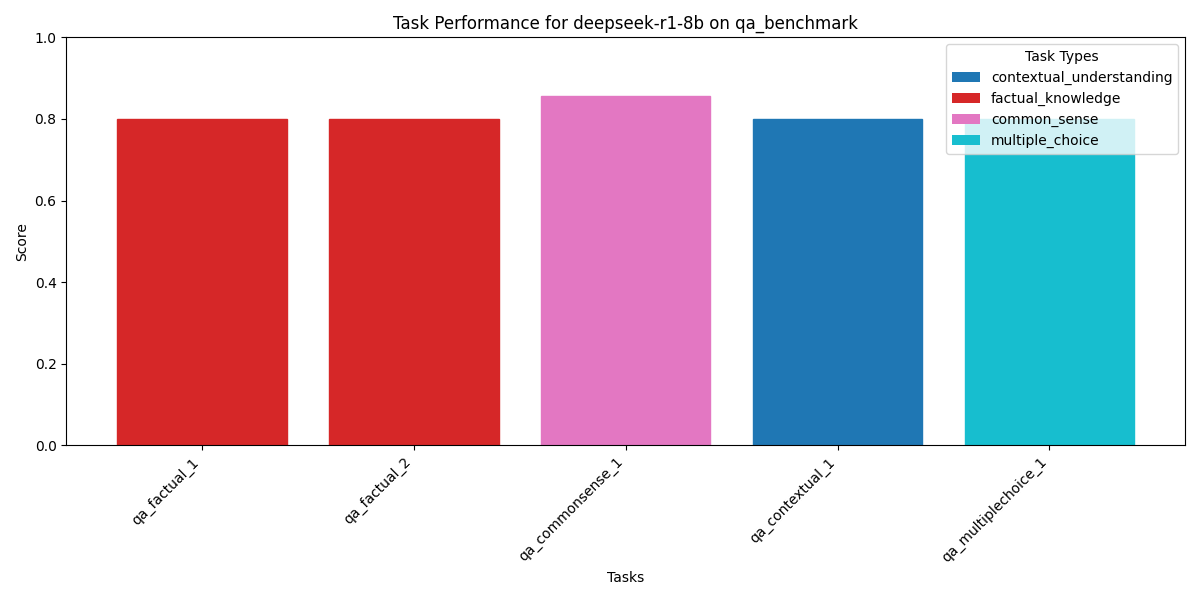 Task Performance for deepseek-r1-8b on qa_benchmark
Score
1.0
0.8
0.6
0.4
0.2
0.0
Task Types
contextual_understanding
factual_knowledge
common_sense
multiple_choice
qa_factual_1
qa_factual_2
qa_commonsense_1
qa_contextual_1
qa_multiplechoice_1
Tasks